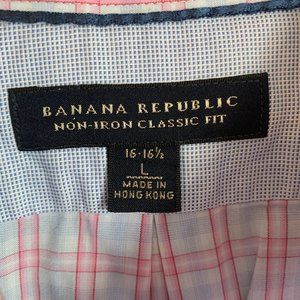 BANANA REPUBLIC
NON-IRON CLASSIC FIT
16-16½
L
MADE IN
HONG KONG